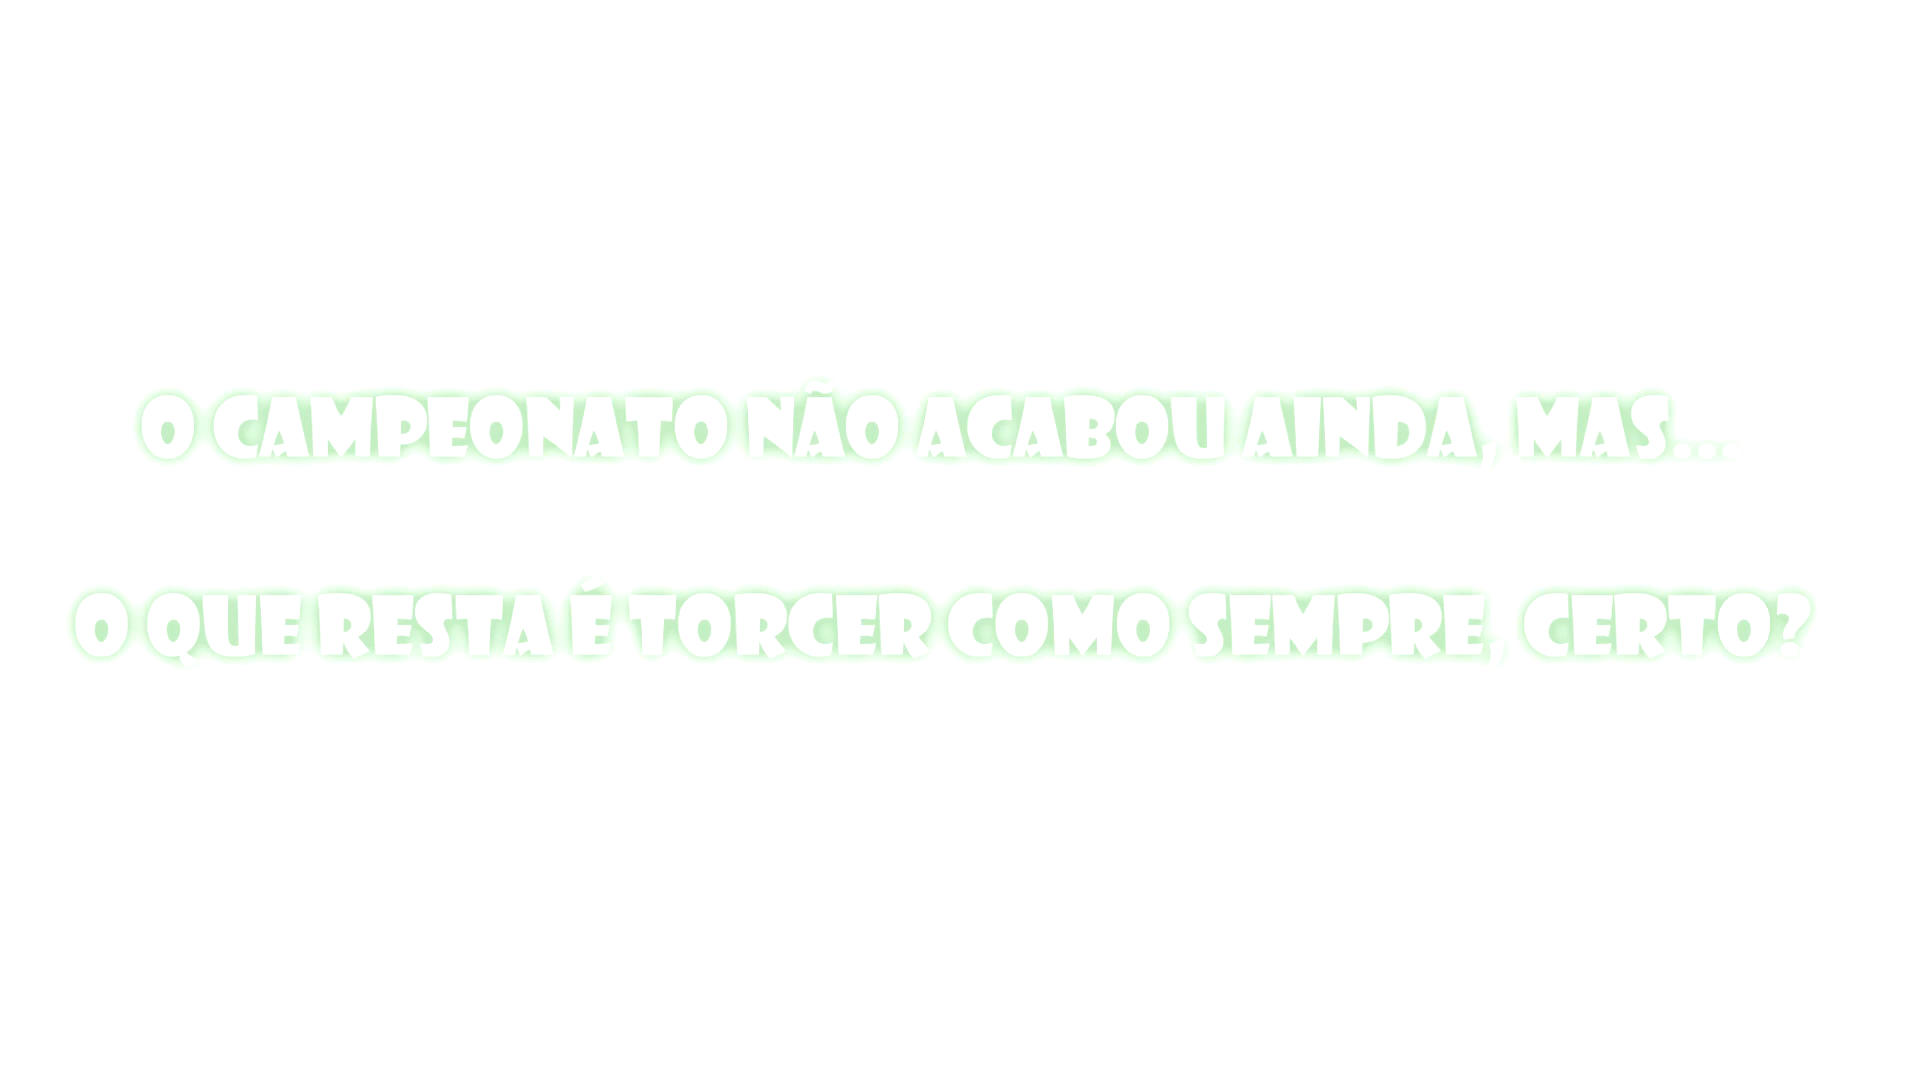 O CAMPEONATO NÃO ACABOU AINDA, MAS...
O QUE RESTA É TORCER COMO SEMPRE, CERTO?